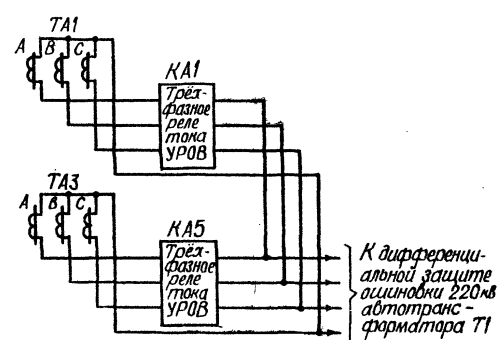 TA1
A B C
KA1
Трёх-
фазное
реле
тока
УРОВ
TA3
A B C
KA5
Трёх-
фазное
реле
тока
УРОВ
К дифференци-
альной защите
ошиновки 220 кв
автотранс-
форматора T1